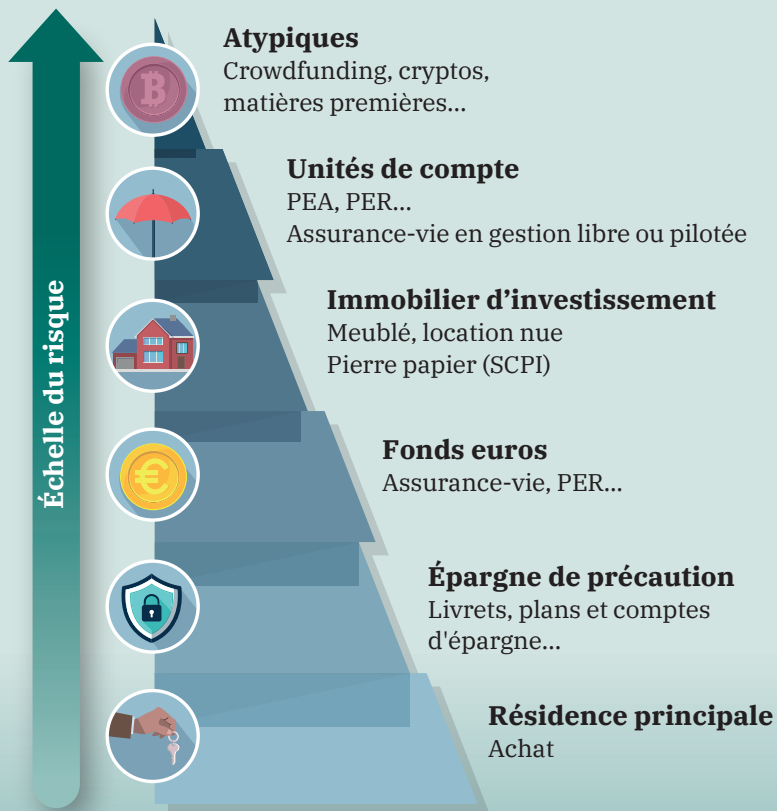 Échelle du risque
Atypiques
Crowdfunding, cryptos,
matières premières...
Unités de compte
PEA, PER...
Assurance-vie en gestion libre ou pilotée
Immobilier d’investissement
Meublé, location nue
Pierre papier (SCPI)
Fonds euros
Assurance-vie, PER...
Épargne de précaution
Livrets, plans et comptes
d'épargne...
Résidence principale
Achat